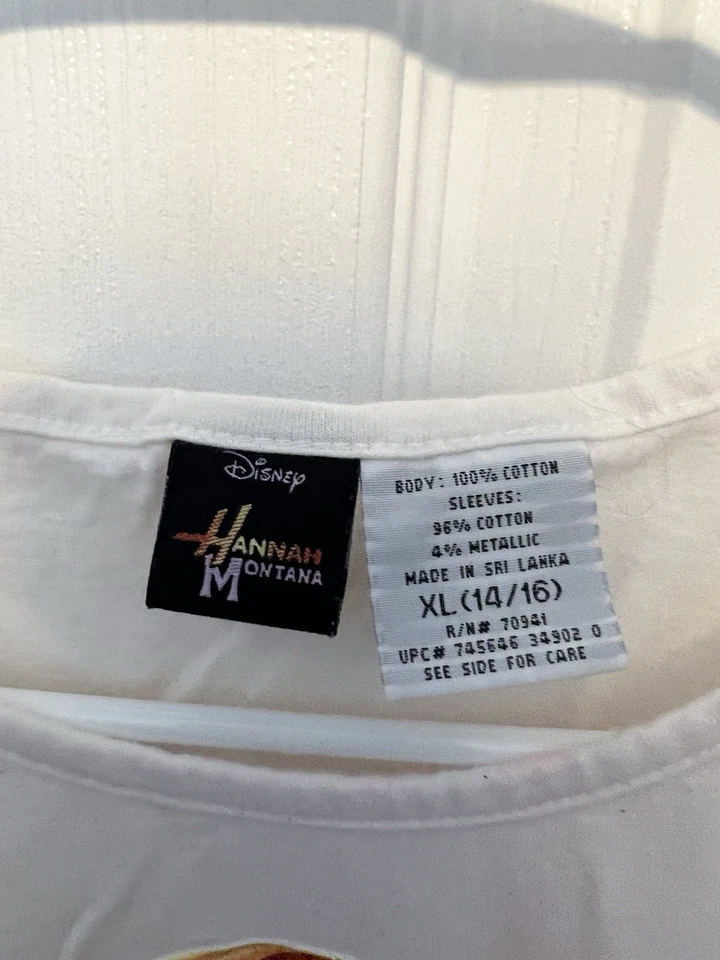 Disney
HANNAH
MONTANA
BODY: 100% COTTON
SLEEVES:
96% COTTON
4% METALLIC
MADE IN SRI LANKA
XL (14/16)
R/N# 70941
UPC# 745646 34902 0
SEE SIDE FOR CARE